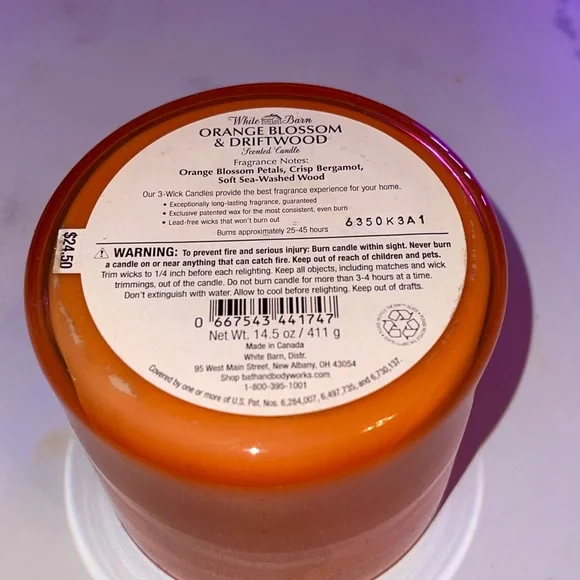 White Barn
ORANGE BLOSSOM
& DRIFTWOOD
Scented Candle
Fragrance Notes:
Orange Blossom Petals, Crisp Bergamot,
Soft Sea-Washed Wood
Our 3-Wick Candles provide the best fragrance experience for your home.
• Exceptionally long-lasting fragrance, guaranteed
• Exclusive patented wax for the most consistent, even burn
• Lead-free wicks that won't burn out
Burns approximately 25-45 hours
6350K3A1
$24.50
WARNING: To prevent fire and serious injury: Burn candle within sight. Never burn
a candle on or near anything that can catch fire. Keep out of reach of children and pets.
Trim wicks to 1/4 inch before each relighting. Keep all objects, including matches and wick
trimmings, out of the candle. Do not burn candle for more than 3-4 hours at a time.
Don't extinguish with water. Allow to cool before relighting. Keep out of drafts.
0 667543 441747
Net Wt. 14.5 oz / 411 g
Made in Canada
White Barn, Distr.
95 West Main Street, New Albany, OH 43054
Shop bathandbodyworks.com
1-800-395-1001
Covered by one or more of U.S. Pat. Nos. 6,284,007, 6,497,735, and 6,730,137.